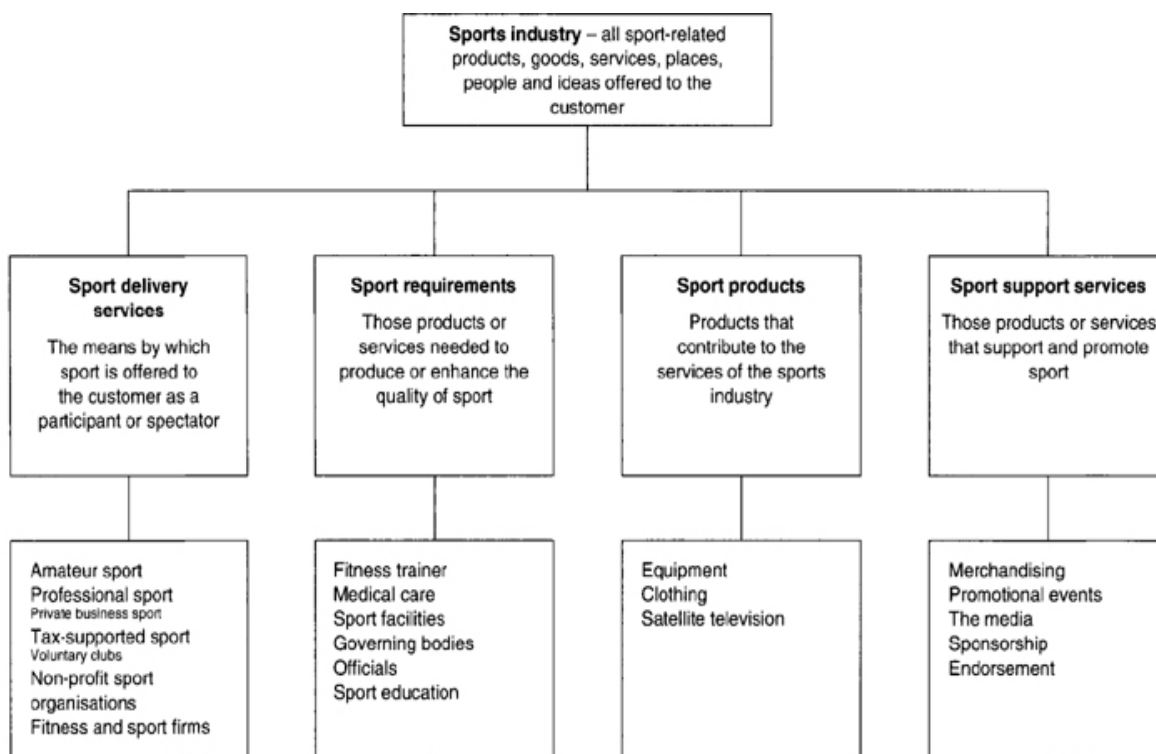 Sports industry – all sport-related
products, goods, services, places,
people and ideas offered to the
customer
Sport delivery
services
The means by which
sport is offered to
the customer as a
participant or spectator
Sport requirements
Those products or
services needed to
produce or enhance the
quality of sport
Sport products
Products that
contribute to the
services of the sports
industry
Sport support services
Those products or services
that support and promote
sport
Amateur sport
Professional sport
Private business sport
Tax-supported sport
Voluntary clubs
Non-profit sport
organisations
Fitness and sport firms
Fitness trainer
Medical care
Sport facilities
Governing bodies
Officials
Sport education
Equipment
Clothing
Satellite television
Merchandising
Promotional events
The media
Sponsorship
Endorsement